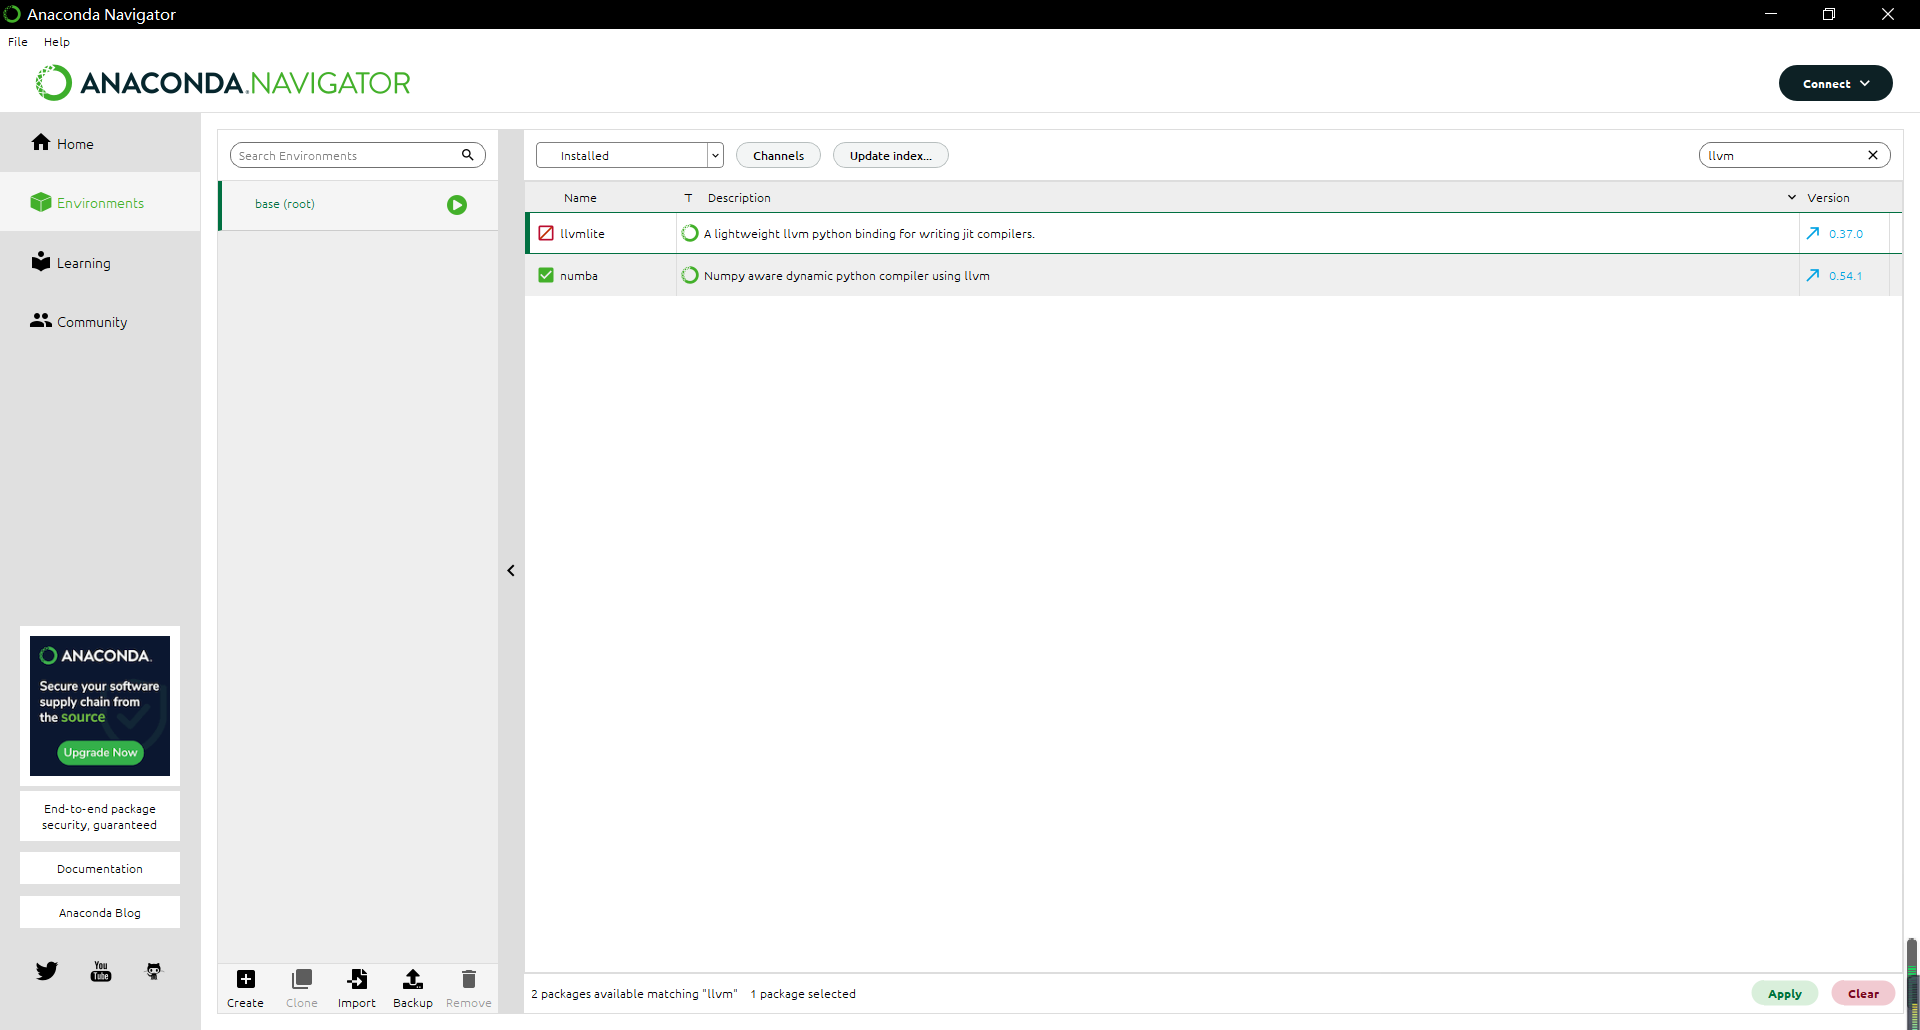 Anaconda Navigator
File Help
ANACONDA.NAVIGATOR
Connect
Home
Environments
Learning
Community
ANACONDA.
Secure your software
supply chain from
the source
Upgrade Now
End-to-end package
security, guaranteed
Documentation
Anaconda Blog
You
Tube
Search Environments
base (root)
Create Clone Import Backup Remove
Installed Channels Update index... llvm
Name T Description Version
llvmlite A lightweight llvm python binding for writing jit compilers. 0.37.0
numba Numpy aware dynamic python compiler using llvm 0.54.1
2 packages available matching "llvm" 1 package selected
Apply Clear